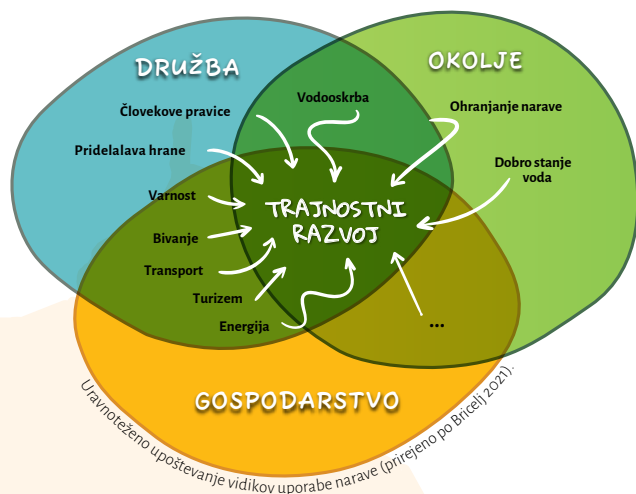 DRUŽBA
OKOLJE
Vodooskrba
Človekove pravice
Ohranjanje narave
Pridelalava hrane
Dobro stanje
voda
Varnost
TRAJNOSTNI
RAZVOJ
Bivanje
Transport
Turizem
Energija
...
GOSPODARSTVO
Uravnoteženo upoštevanje vidikov uporabe narave (prirejeno po Bricelj 2021).